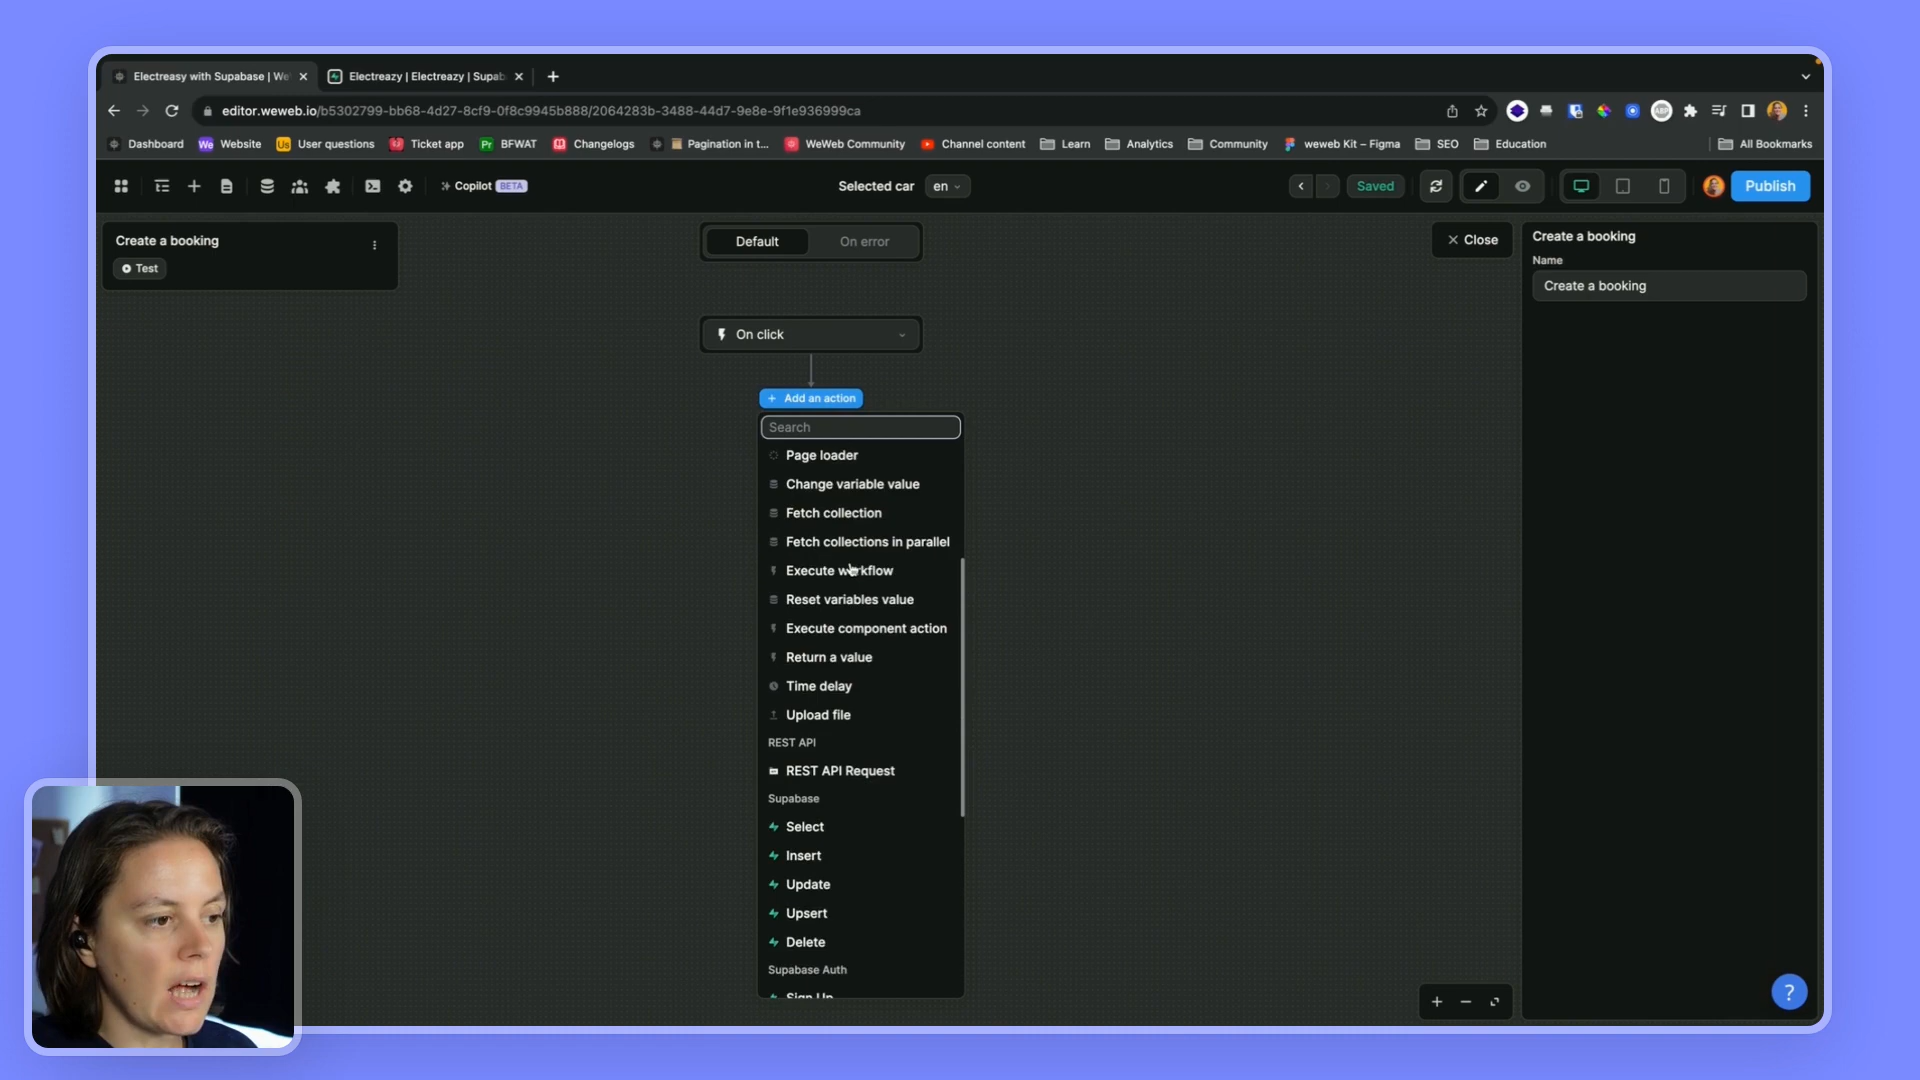 Electreasy with Supabase | We
Electreazy | Electreazy | Supab
editor.weweb.io/b5302799-bb68-4d27-8cf9-0f8c9945b888/2064283b-3488-44d7-9e8e-9f1e936999ca
Dashboard
We Website
Us User questions
Ticket app
Pr BFWAT
Changelogs
Pagination in t...
WeWeb Community
Channel content
Learn
Analytics
Community
weweb Kit – Figma
SEO
Education
All Bookmarks
Copilot BETA
Selected car
en
Saved
Publish
Create a booking
Test
Default
On error
Close
Create a booking
Name
Create a booking
On click
+ Add an action
Search
Page loader
Change variable value
Fetch collection
Fetch collections in parallel
Execute workflow
Reset variables value
Execute component action
Return a value
Time delay
Upload file
REST API
REST API Request
Supabase
Select
Insert
Update
Upsert
Delete
Supabase Auth
Sign Up
?